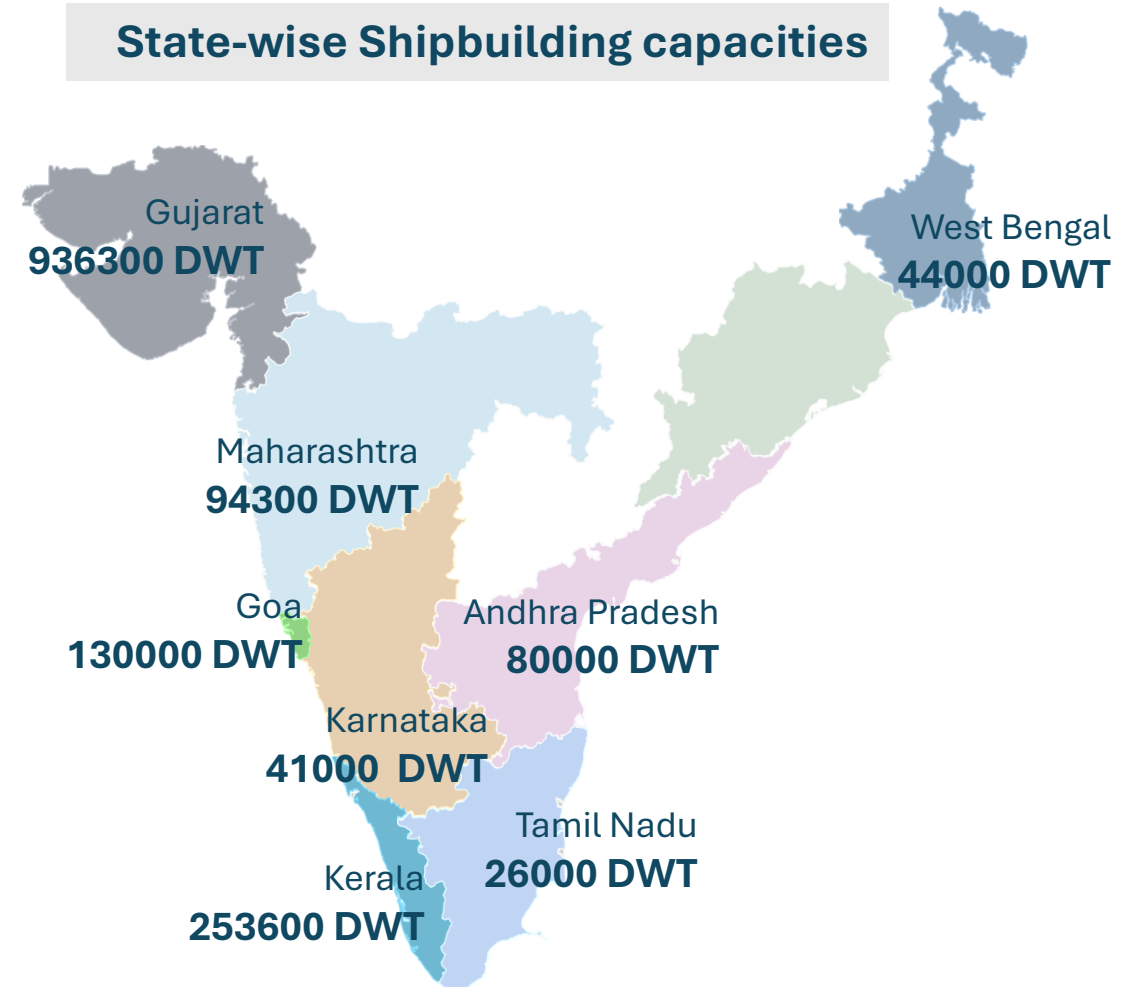 State-wise Shipbuilding capacities
Gujarat
936300 DWT
West Bengal
44000 DWT
Maharashtra
94300 DWT
Goa
130000 DWT
Andhra Pradesh
80000 DWT
Karnataka
41000  DWT
Tamil Nadu
26000 DWT
Kerala
253600 DWT